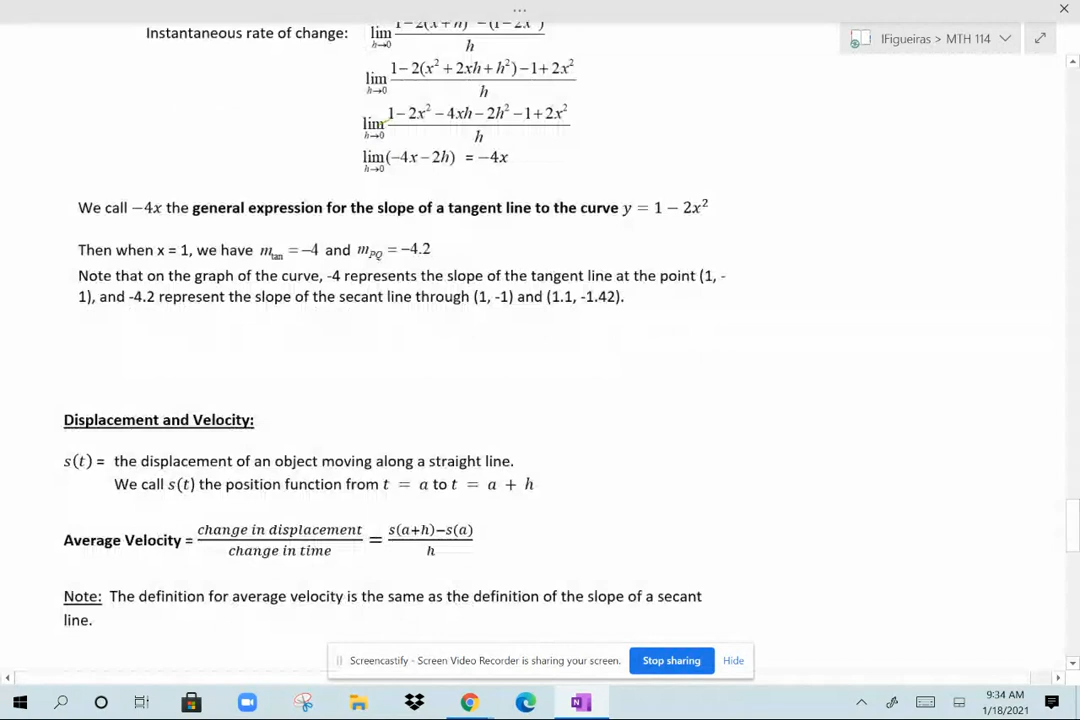 ...
IFigueiras > MTH 114
Instantaneous rate of change: lim h→0 1−2(x+h)²−(1−2x²) / h
lim h→0 1−2(x²+2xh+h²)−1+2x² / h
lim h→0 1−2x²−4xh−2h²−1+2x² / h
lim h→0 (−4x−2h) = −4x
We call −4x the general expression for the slope of a tangent line to the curve y = 1 − 2x²
Then when x = 1, we have m_tan = −4 and m_PQ = −4.2
Note that on the graph of the curve, -4 represents the slope of the tangent line at the point (1, -
1), and -4.2 represent the slope of the secant line through (1, -1) and (1.1, -1.42).
Displacement and Velocity:
s(t) = the displacement of an object moving along a straight line.
We call s(t) the position function from t = a to t = a + h
Average Velocity = change in displacement / change in time = s(a+h)−s(a) / h
Note: The definition for average velocity is the same as the definition of the slope of a secant
line.
Screencastify - Screen Video Recorder is sharing your screen. Stop sharing Hide
9:34 AM
1/18/2021